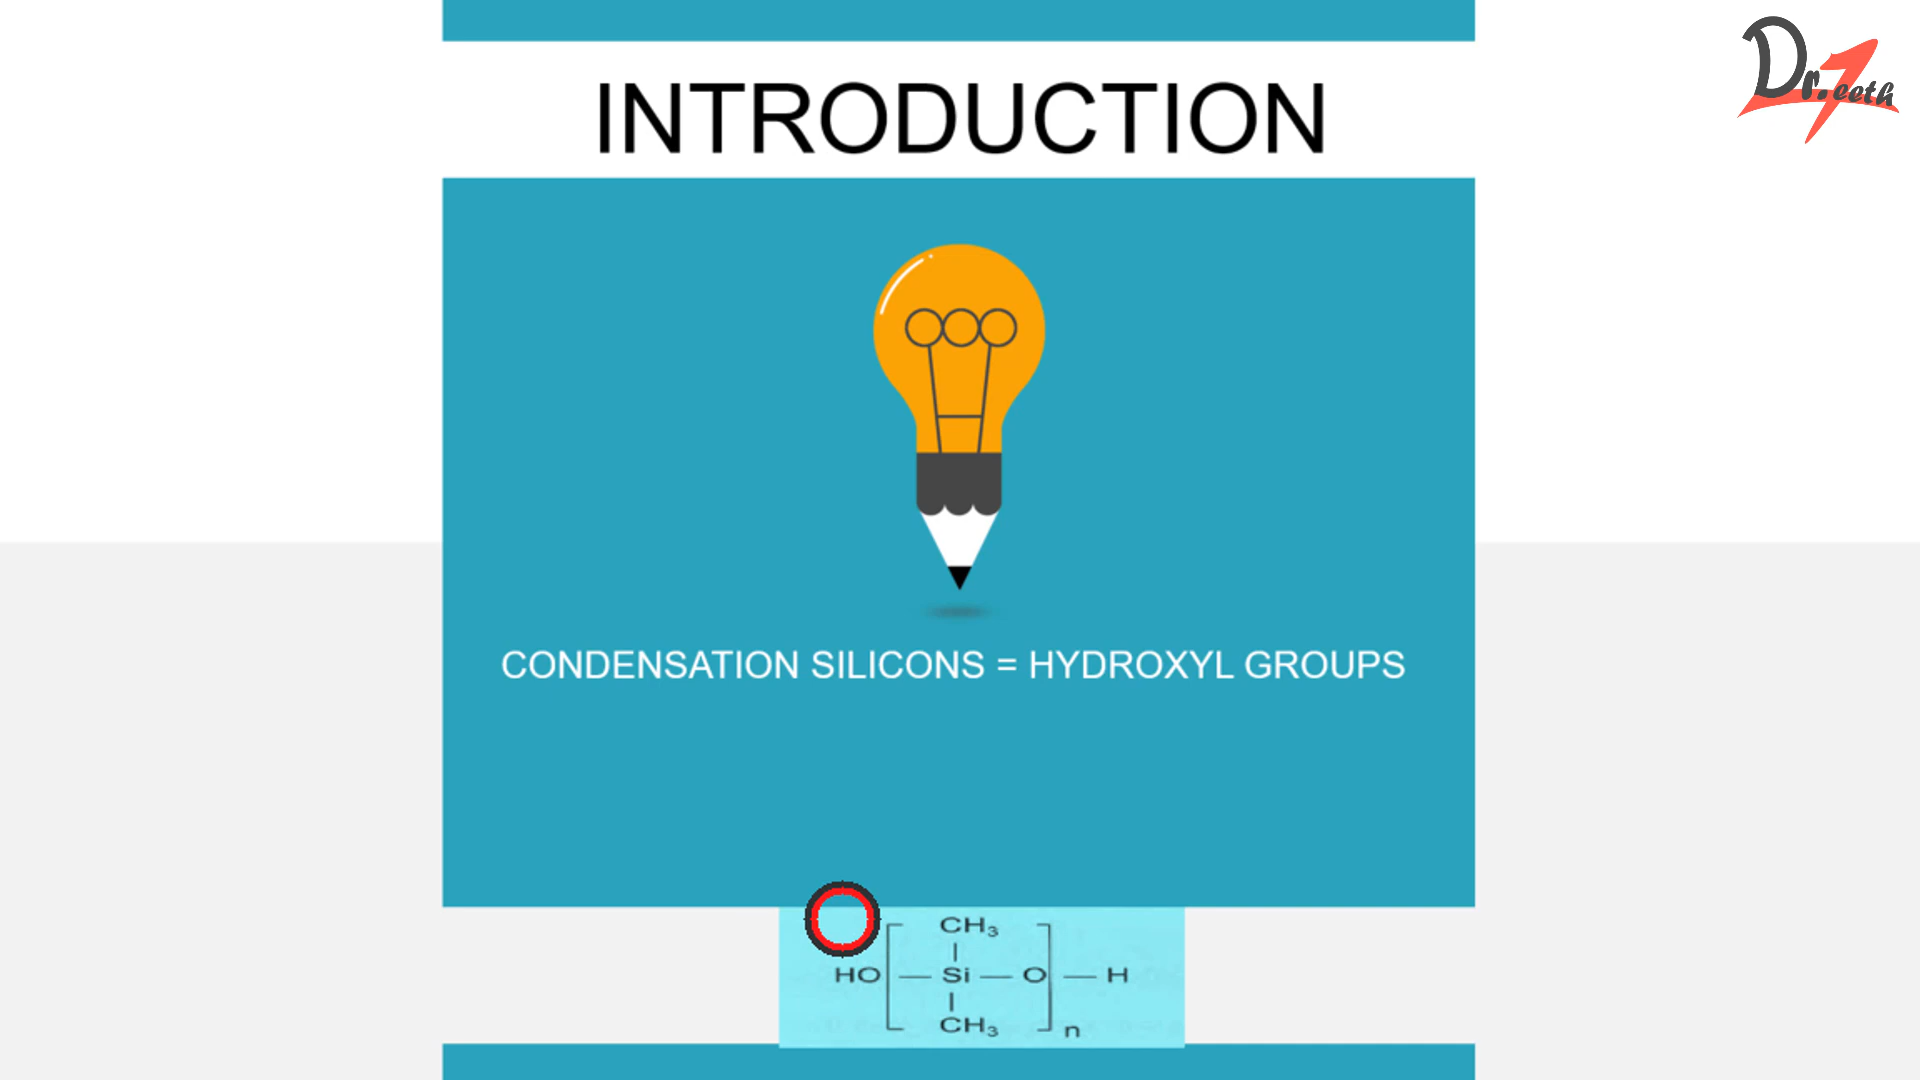 Dr.Teeth
INTRODUCTION
CONDENSATION SILICONS = HYDROXYL GROUPS
CH3
HO — Si — O — H
CH3
n